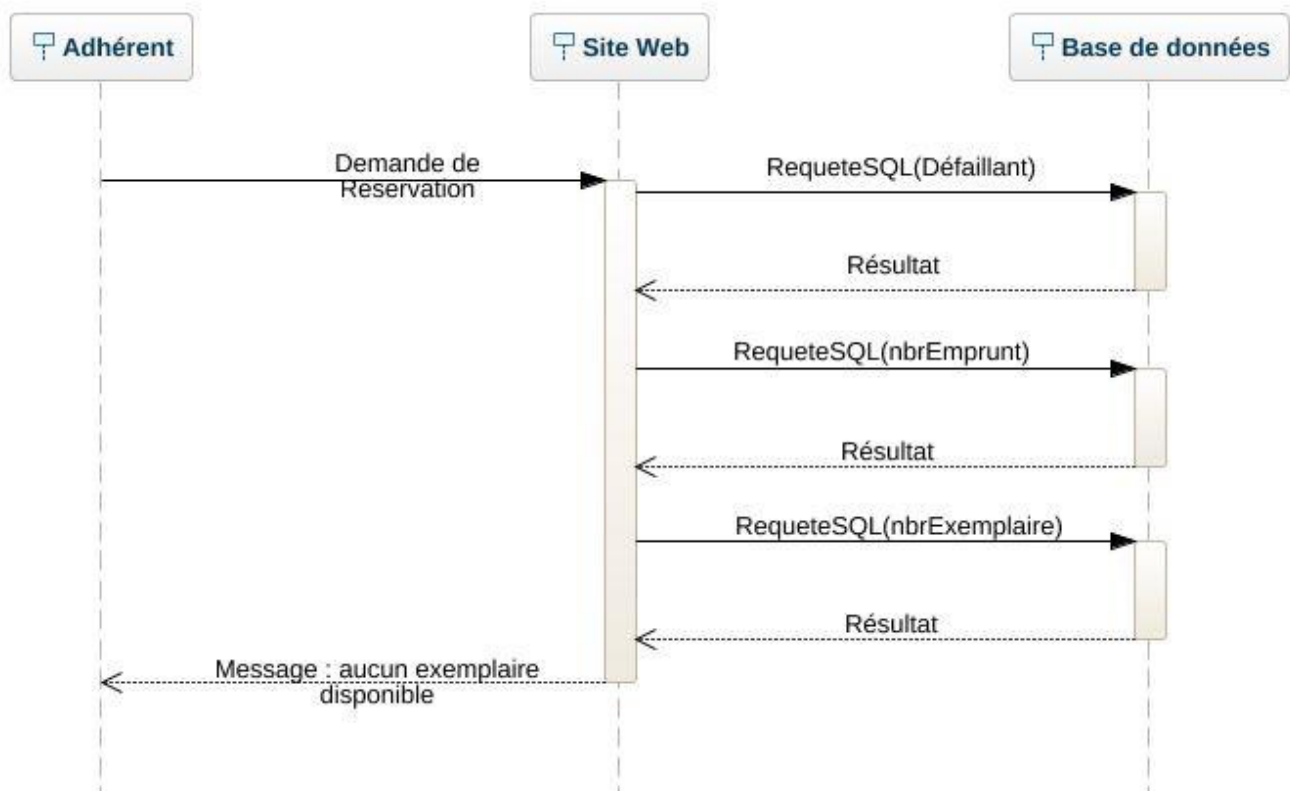 Adhérent
Site Web
Base de données
Demande de
Reservation
RequeteSQL(Défaillant)
Résultat
RequeteSQL(nbrEmprunt)
Résultat
RequeteSQL(nbrExemplaire)
Résultat
Message : aucun exemplaire
disponible